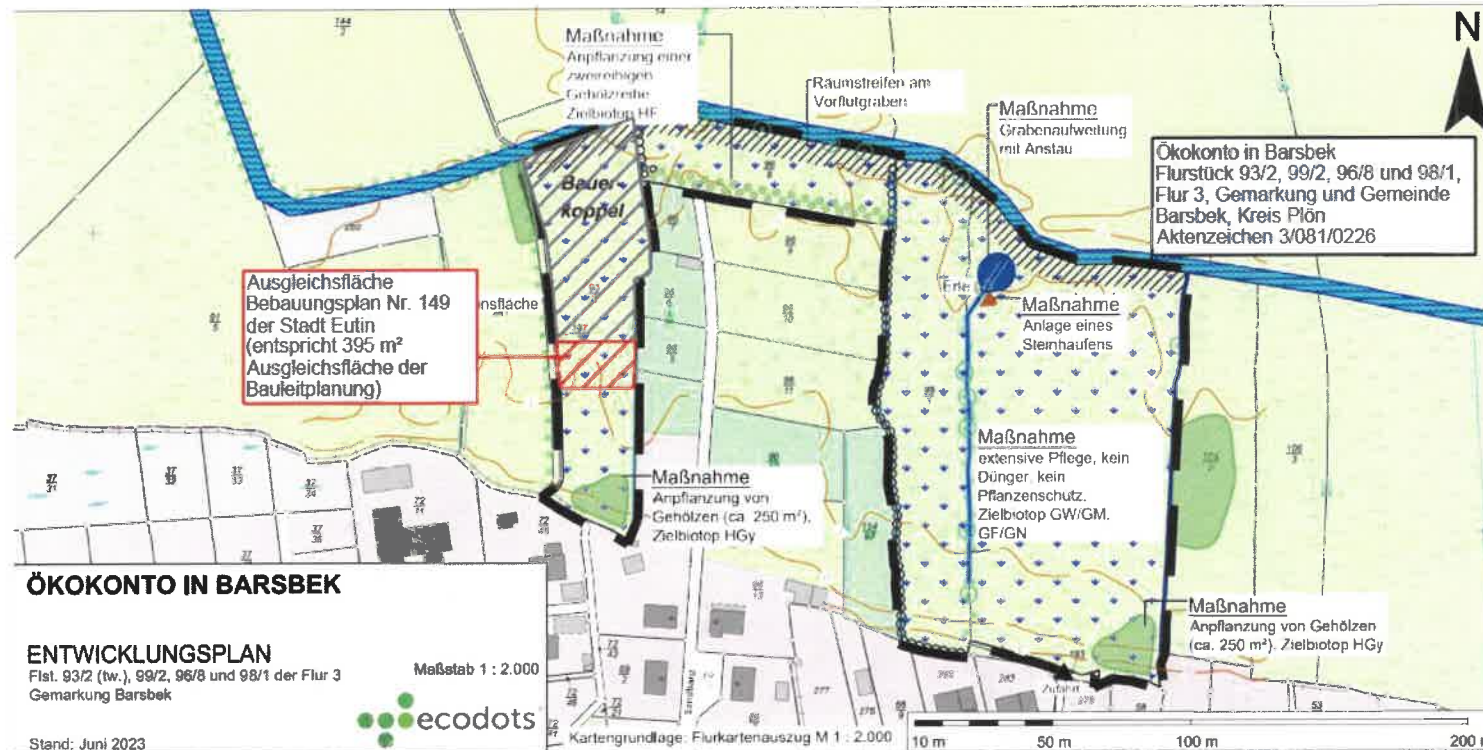 Maßnahme
Anpflanzung einer
zweireihigen
Gehölzreihe
Zielbiotop HF
Räumstreifen am
Vorflutgraben
Maßnahme
Grabenaufweitung
mit Anstau
N
Ökokonto in Barsbek
Flurstück 93/2, 99/2, 96/8 und 98/1,
Flur 3, Gemarkung und Gemeinde
Barsbek, Kreis Plön
Aktenzeichen 3/081/0226
Bauer
koppel
Ausgleichsfläche
Bebauungsplan Nr. 149
der Stadt Eutin
(entspricht 395 m²
Ausgleichsfläche der
Bauleitplanung)
nsfläche
Erle
Maßnahme
Anlage eines
Steinhaufens
Maßnahme
extensive Pflege, kein
Dünger, kein
Pflanzenschutz.
Zielbiotop GW/GM.
GF/GN
Maßnahme
Anpflanzung von
Gehölzen (ca. 250 m²).
Zielbiotop HGy
Maßnahme
Anpflanzung von Gehölzen
(ca. 250 m²). Zielbiotop HGy
Zufahrt
277
ÖKOKONTO IN BARSBEK
ENTWICKLUNGSPLAN
Flst. 93/2 (tw.), 99/2, 96/8 und 98/1 der Flur 3
Gemarkung Barsbek
Maßstab 1 : 2.000
ecodots
Stand: Juni 2023
Kartengrundlage: Flurkartenauszug M 1 : 2.000
10 m 50 m 100 m 200 m